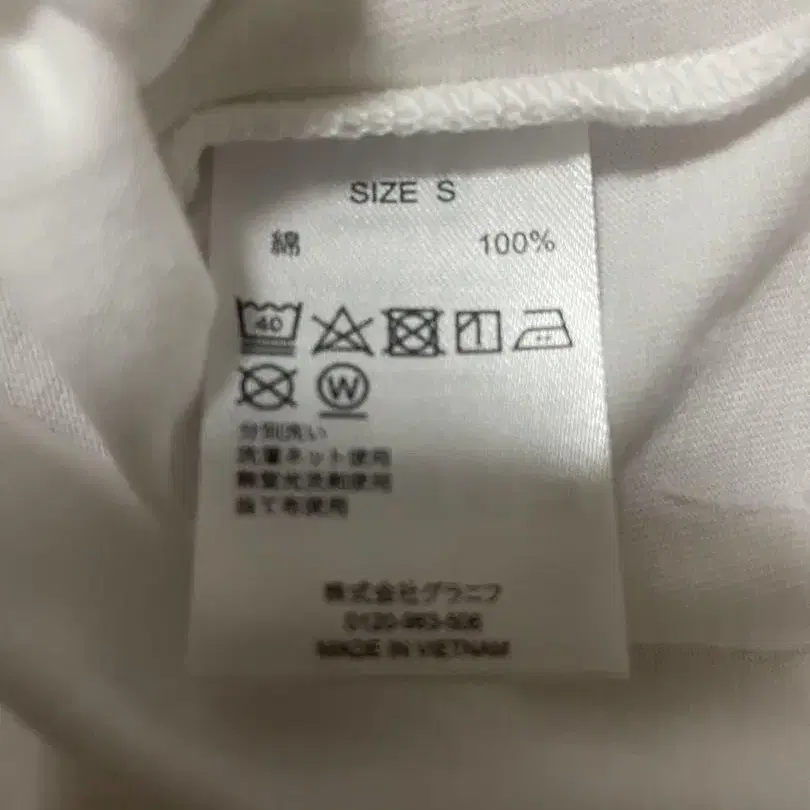 SIZE S
綿 100%
40
W
分別洗い
洗濯ネット使用
無蛍光洗剤使用
当て布使用
株式会社グラニフ
MADE IN VIETNAM